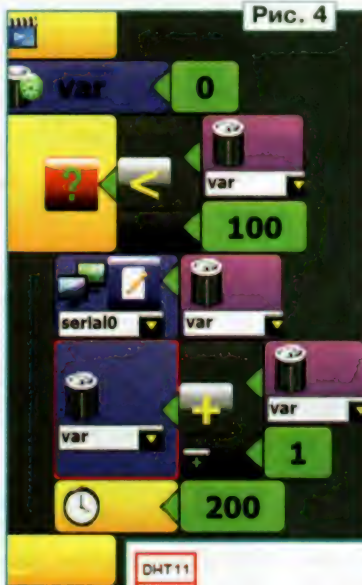 Рис. 4
var 0
?
<
var
100
serial0 var
var + var
+ 1
200
DHT11